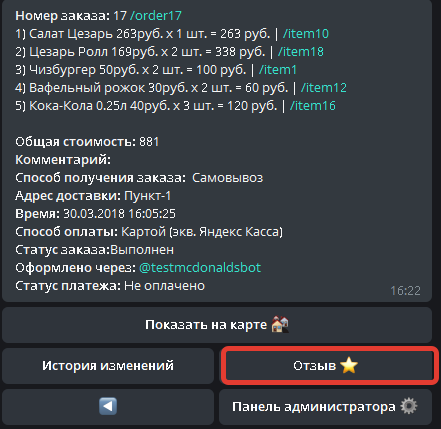 Номер заказа: 17 /order17
1) Салат Цезарь 263руб. x 1 шт. = 263 руб. | /item10
2) Цезарь Ролл 169руб. x 2 шт. = 338 руб. | /item18
3) Чизбургер 50руб. x 2 шт. = 100 руб. | /item1
4) Вафельный рожок 30руб. x 2 шт. = 60 руб. | /item12
5) Кока-Кола 0.25л 40руб. x 3 шт. = 120 руб. | /item16
Общая стоимость: 881
Комментарий:
Способ получения заказа: Самовывоз
Адрес доставки: Пункт-1
Время: 30.03.2018 16:05:25
Способ оплаты: Картой (экв. Яндекс Касса)
Статус заказа:Выполнен
Оформлено через: @testmcdonaldsbot
Статус платежа: Не оплачено
16:22
Показать на карте
История изменений
Отзыв
Панель администратора